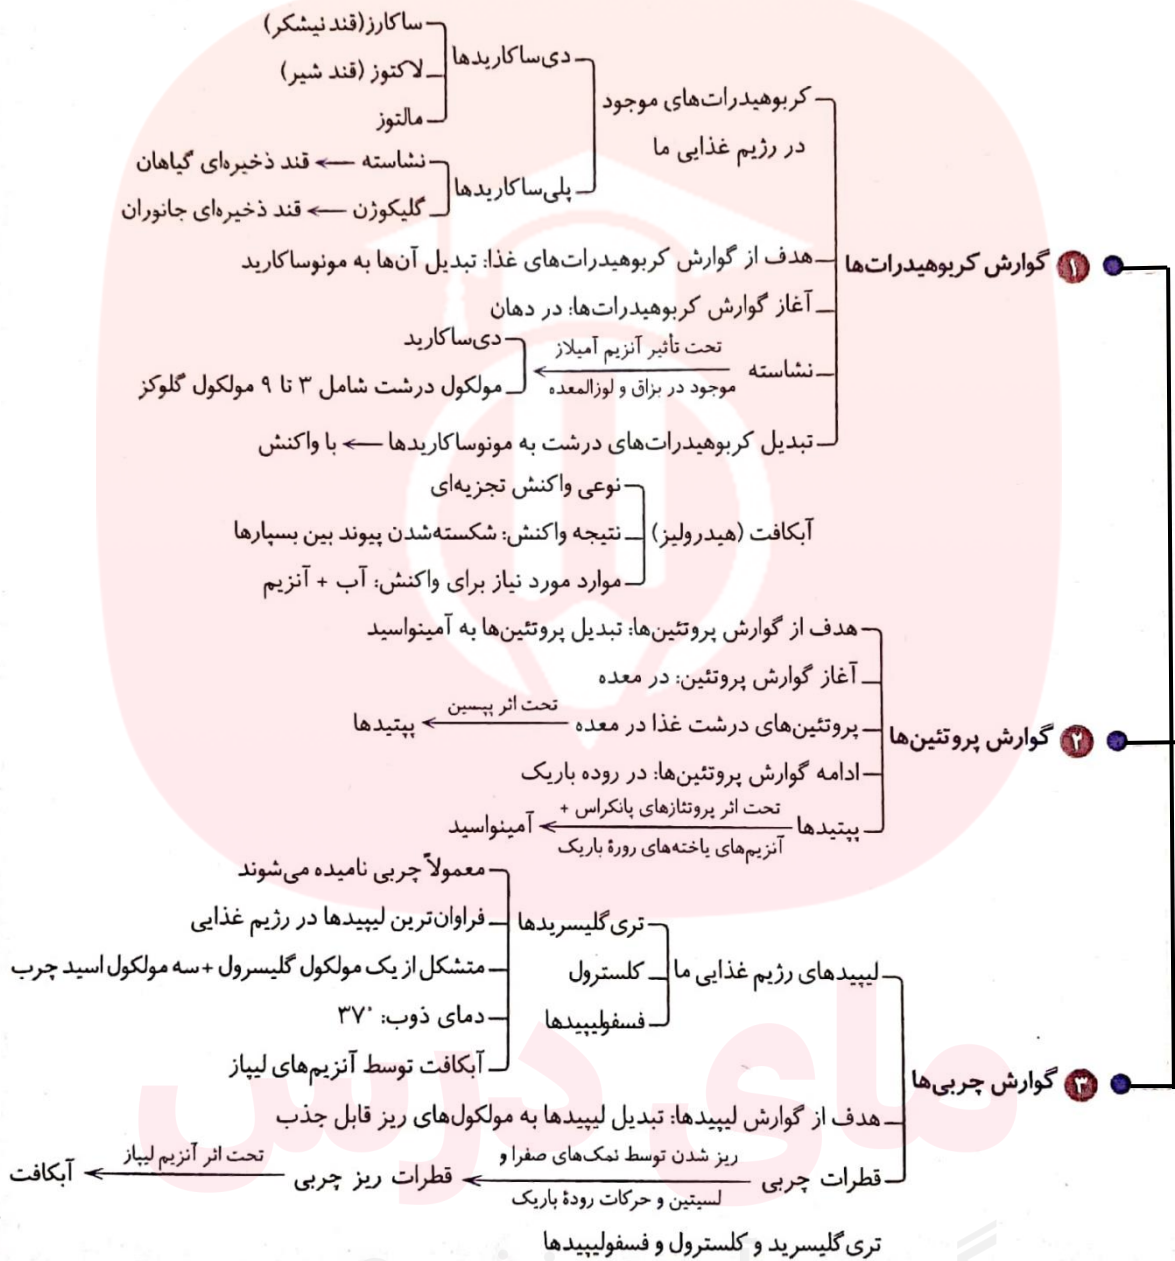 ساکارز(قند نیشکر)
دی‌ساکاریدها
لاکتوز (قند شیر)
کربوهیدرات‌های موجود
در رژیم غذایی ما
مالتوز
نشاسته ← قند ذخیره‌ای گیاهان
پلی‌ساکاریدها
گلیکوژن ← قند ذخیره‌ای جانوران
۱ گوارش کربوهیدرات‌ها
هدف از گوارش کربوهیدرات‌های غذا: تبدیل آن‌ها به مونوساکارید
آغاز گوارش کربوهیدرات‌ها: در دهان
نشاسته
تحت تأثیر آنزیم آمیلاز
موجود در بزاق و لوزالمعده
دی‌ساکارید
مولکول درشت شامل ۳ تا ۹ مولکول گلوکز
تبدیل کربوهیدرات‌های درشت به مونوساکاریدها ← با واکنش
آبکافت (هیدرولیز)
نوعی واکنش تجزیه‌ای
نتیجه واکنش: شکسته‌شدن پیوند بین بسپارها
موارد مورد نیاز برای واکنش: آب + آنزیم
۲ گوارش پروتئین‌ها
هدف از گوارش پروتئین‌ها: تبدیل پروتئین‌ها به آمینواسید
آغاز گوارش پروتئین: در معده
پروتئین‌های درشت غذا در معده
تحت اثر پپسین
پپتیدها
ادامه گوارش پروتئین‌ها: در روده باریک
پپتیدها
تحت اثر پروتئازهای پانکراس +
آنزیم‌های یاخته‌های رورهٔ باریک
آمینواسید
۳ گوارش چربی‌ها
لیپیدهای رژیم غذایی ما
تری‌گلیسریدها
معمولاً چربی نامیده می‌شوند
فراوان‌ترین لیپیدها در رژیم غذایی
متشکل از یک مولکول گلیسرول + سه مولکول اسید چرب
دمای ذوب: ۳۷°
آبکافت توسط آنزیم‌های لیپاز
کلسترول
فسفولیپیدها
هدف از گوارش لیپیدها: تبدیل لیپیدها به مولکول‌های ریز قابل جذب
قطرات چربی
ریز شدن توسط نمک‌های صفرا و
لسیتین و حرکات رودهٔ باریک
قطرات ریز چربی
تحت اثر آنزیم لیپاز
آبکافت
تری‌گلیسرید و کلسترول و فسفولیپیدها
مای درس